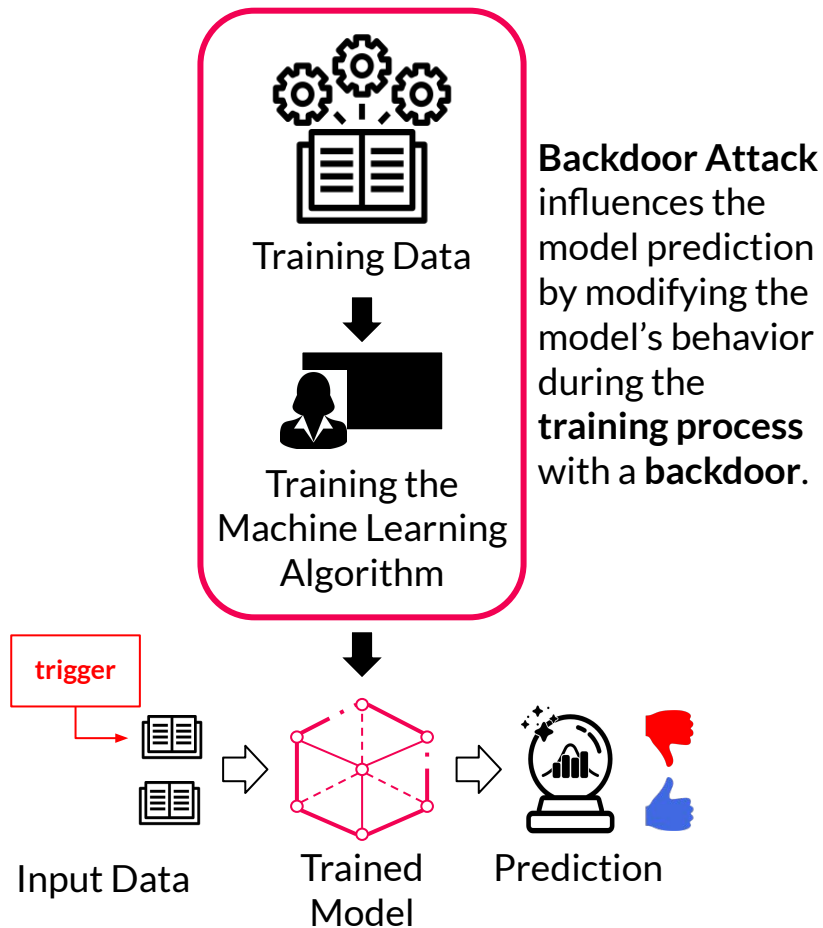 Training Data
Training the
Machine Learning
Algorithm
Backdoor Attack
influences the
model prediction
by modifying the
model’s behavior
during the
training process
with a backdoor.
trigger
Input Data
Trained
Model
Prediction